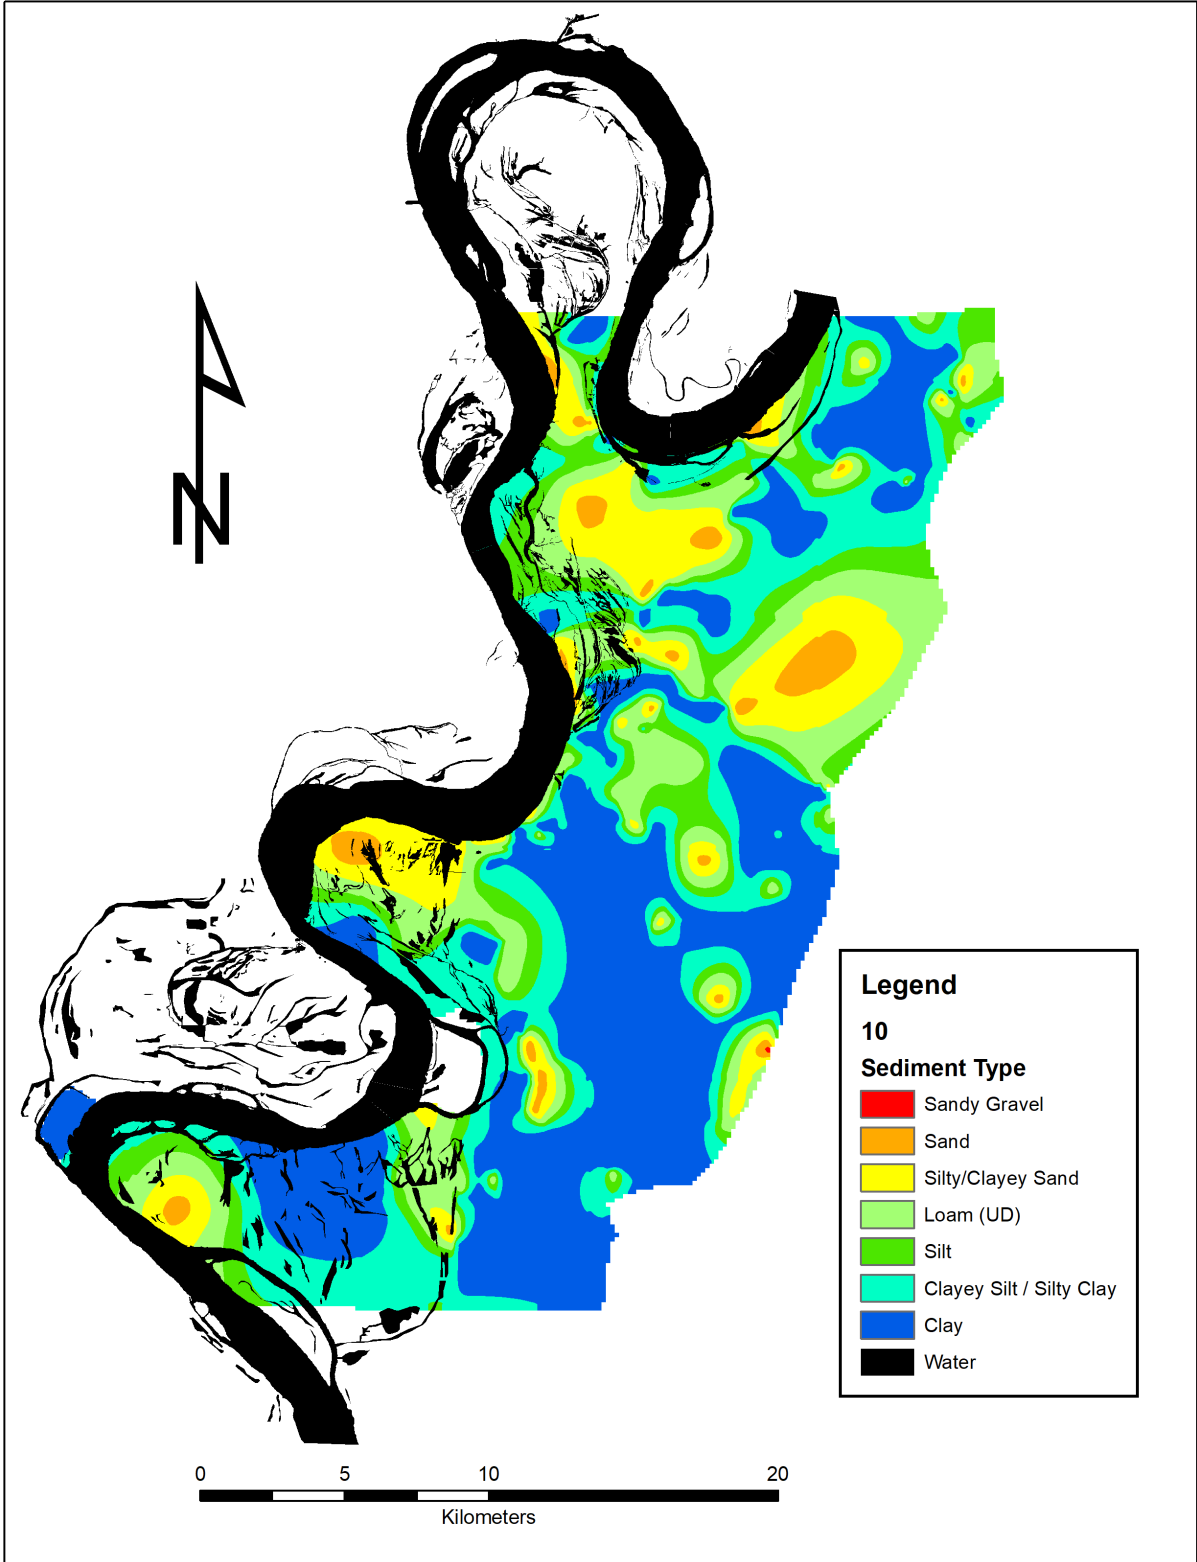 N
Legend
10
Sediment Type
Sandy Gravel
Sand
Silty/Clayey Sand
Loam (UD)
Silt
Clayey Silt / Silty Clay
Clay
Water
0 5 10 20
Kilometers